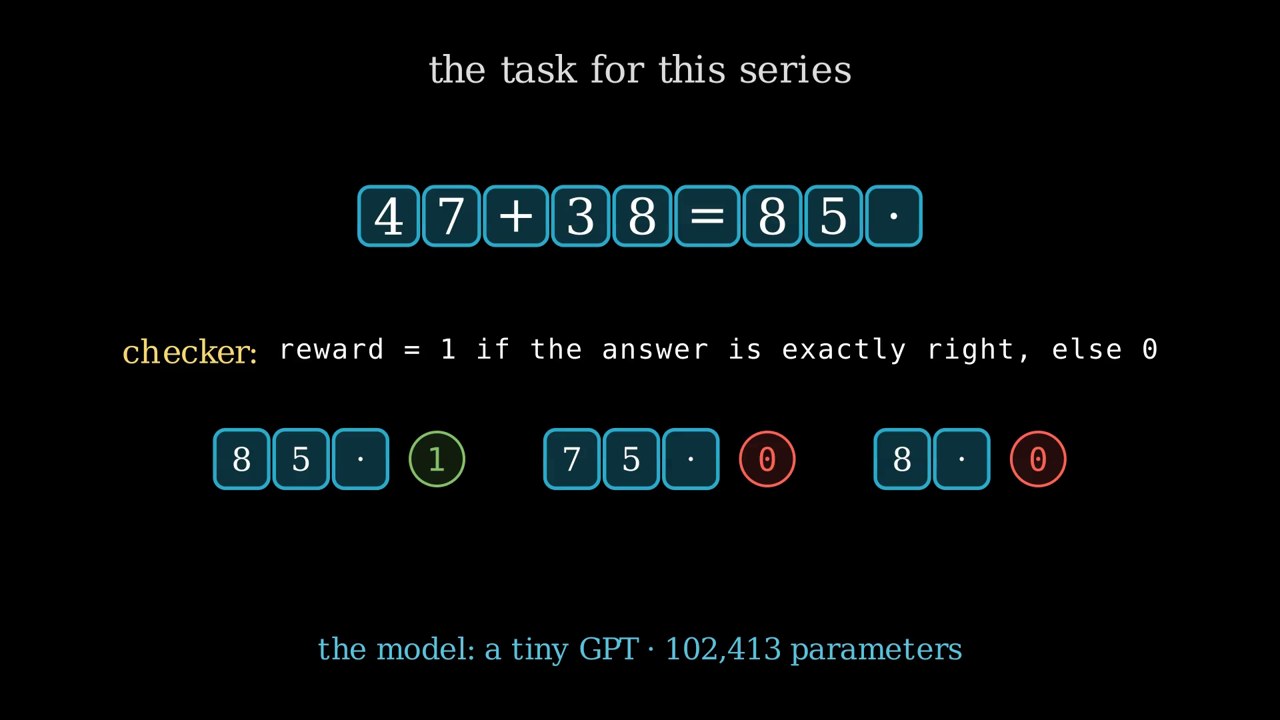 the task for this series
47+38=85·
checker: reward = 1 if the answer is exactly right, else 0
85· 1 75· 0 8· 0
the model: a tiny GPT · 102,413 parameters